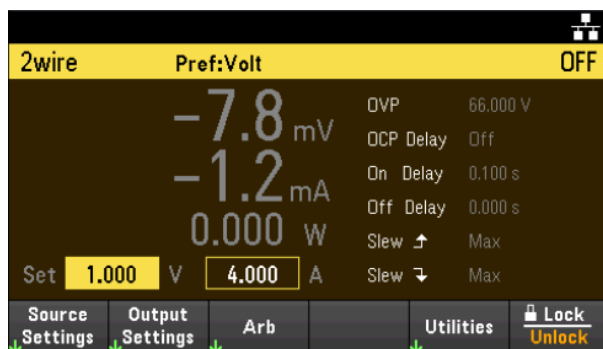 2wire Pref:Volt OFF
-7.8 mV
-1.2 mA
0.000 W
Set 1.000 V 4.000 A
OVP 66.000 V
OCP Delay Off
On Delay 0.100 s
Off Delay 0.000 s
Slew Max
Slew Max
Source Settings
Output Settings
Arb
Utilities
Lock
Unlock